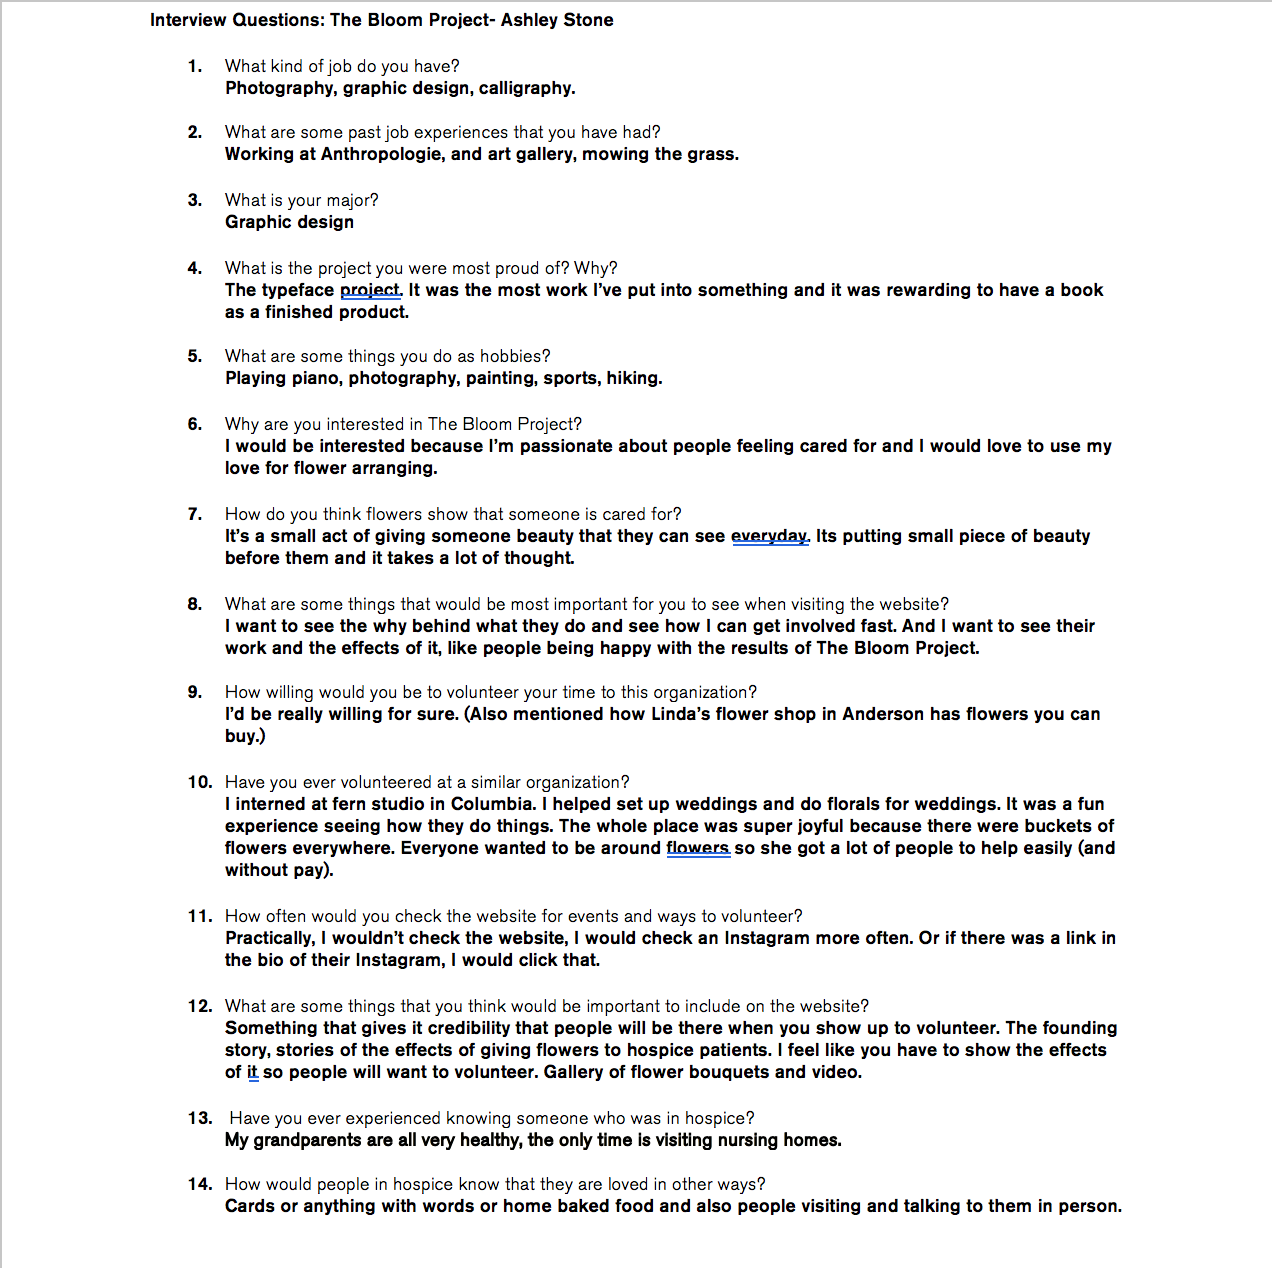 Interview Questions: The Bloom Project- Ashley Stone
1. What kind of job do you have?
Photography, graphic design, calligraphy.
2. What are some past job experiences that you have had?
Working at Anthropologie, and art gallery, mowing the grass.
3. What is your major?
Graphic design
4. What is the project you were most proud of? Why?
The typeface project. It was the most work I’ve put into something and it was rewarding to have a book
as a finished product.
5. What are some things you do as hobbies?
Playing piano, photography, painting, sports, hiking.
6. Why are you interested in The Bloom Project?
I would be interested because I’m passionate about people feeling cared for and I would love to use my
love for flower arranging.
7. How do you think flowers show that someone is cared for?
It’s a small act of giving someone beauty that they can see everyday. Its putting small piece of beauty
before them and it takes a lot of thought.
8. What are some things that would be most important for you to see when visiting the website?
I want to see the why behind what they do and see how I can get involved fast. And I want to see their
work and the effects of it, like people being happy with the results of The Bloom Project.
9. How willing would you be to volunteer your time to this organization?
I’d be really willing for sure. (Also mentioned how Linda’s flower shop in Anderson has flowers you can
buy.)
10. Have you ever volunteered at a similar organization?
I interned at fern studio in Columbia. I helped set up weddings and do florals for weddings. It was a fun
experience seeing how they do things. The whole place was super joyful because there were buckets of
flowers everywhere. Everyone wanted to be around flowers so she got a lot of people to help easily (and
without pay).
11. How often would you check the website for events and ways to volunteer?
Practically, I wouldn’t check the website, I would check an Instagram more often. Or if there was a link in
the bio of their Instagram, I would click that.
12. What are some things that you think would be important to include on the website?
Something that gives it credibility that people will be there when you show up to volunteer. The founding
story, stories of the effects of giving flowers to hospice patients. I feel like you have to show the effects
of it so people will want to volunteer. Gallery of flower bouquets and video.
13. Have you ever experienced knowing someone who was in hospice?
My grandparents are all very healthy, the only time is visiting nursing homes.
14. How would people in hospice know that they are loved in other ways?
Cards or anything with words or home baked food and also people visiting and talking to them in person.